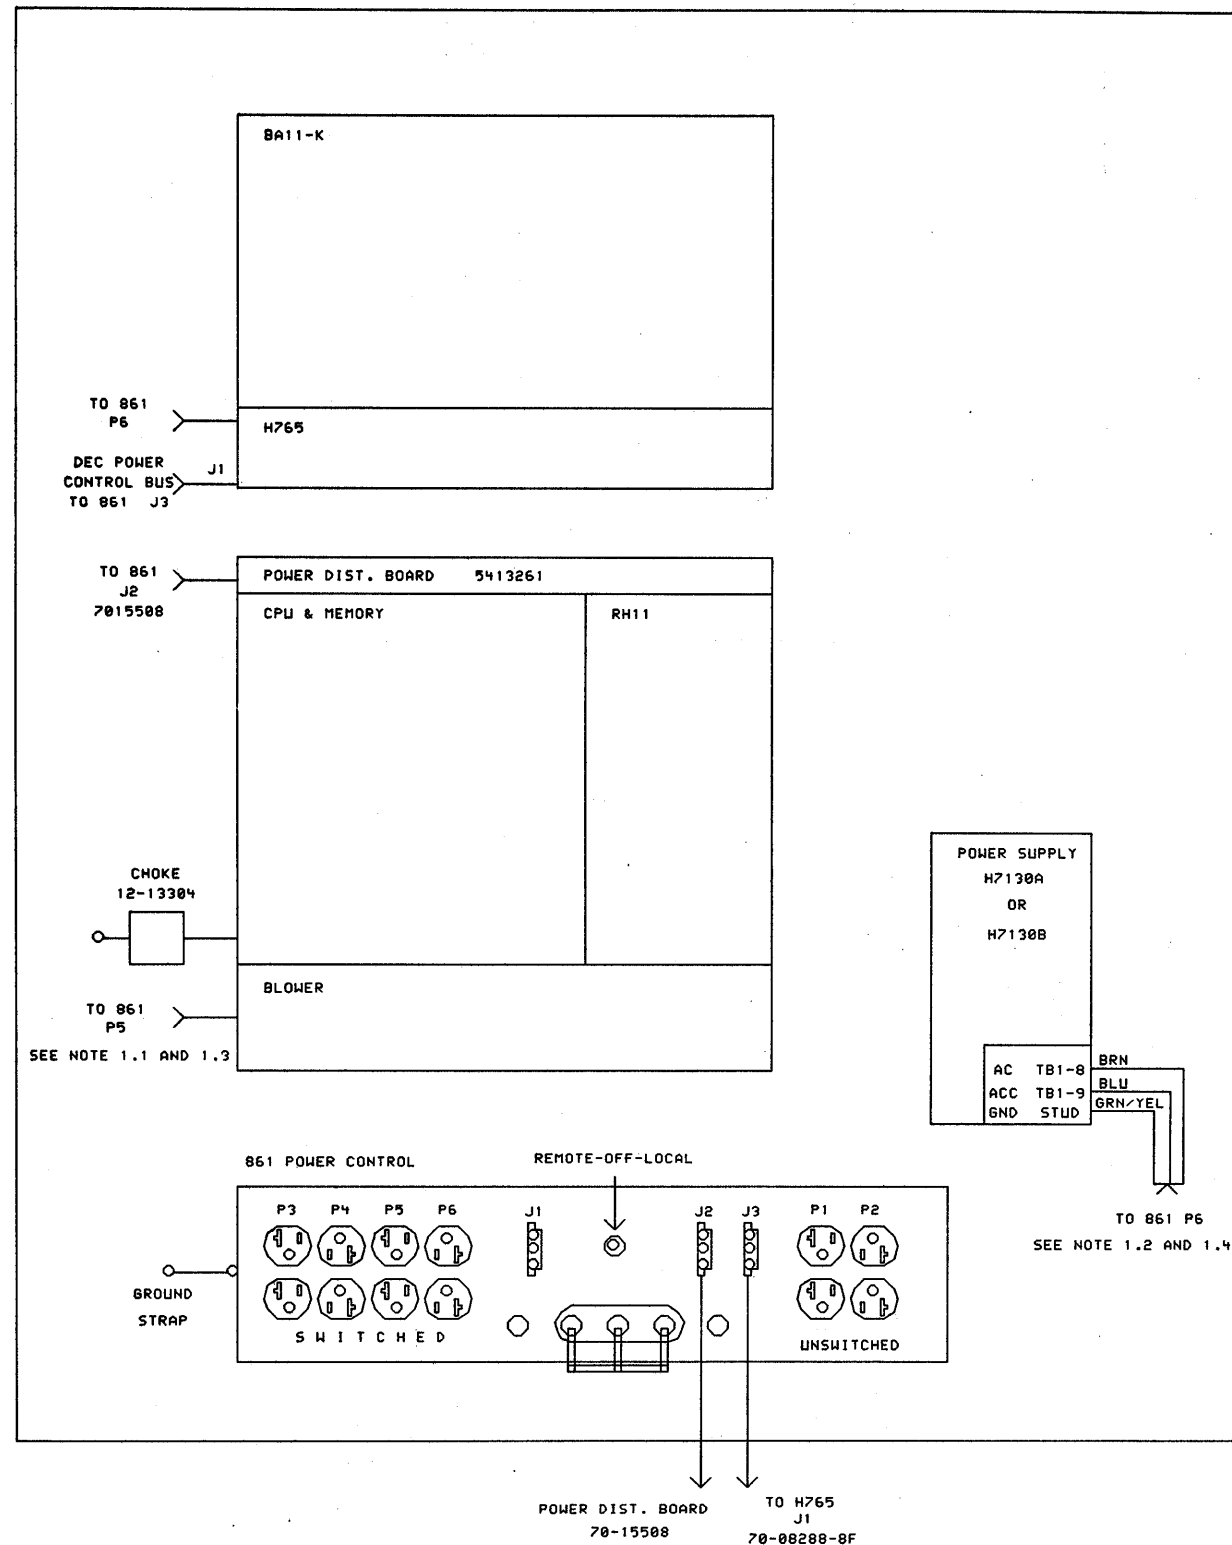 BA11-K
TO 861
P6
H765
DEC POWER
CONTROL BUS
TO 861 J3
J1
TO 861
J2
7015508
POWER DIST. BOARD 5413261
CPU & MEMORY
RH11
CHOKE
12-13304
BLOWER
TO 861
P5
SEE NOTE 1.1 AND 1.3
POWER SUPPLY
H7130A
OR
H7130B
AC TB1-8
ACC TB1-9
GND STUD
BRN
BLU
GRN/YEL
TO 861 P6
SEE NOTE 1.2 AND 1.4
861 POWER CONTROL
REMOTE-OFF-LOCAL
P3 P4 P5 P6
J1
J2 J3
P1 P2
GROUND
STRAP
SWITCHED
UNSWITCHED
POWER DIST. BOARD
70-15508
TO H765
J1
70-08288-8F